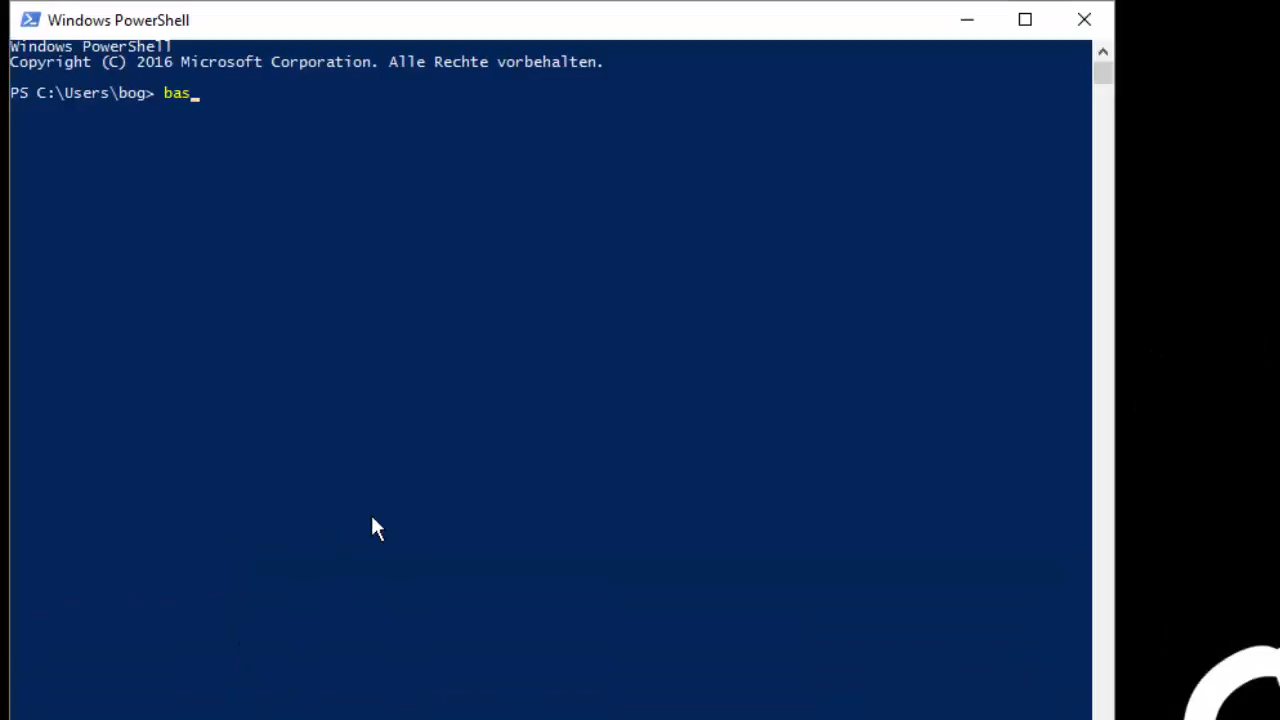 Windows PowerShell
Windows PowerShell
Copyright (C) 2016 Microsoft Corporation. Alle Rechte vorbehalten.
PS C:\Users\bog> bas_